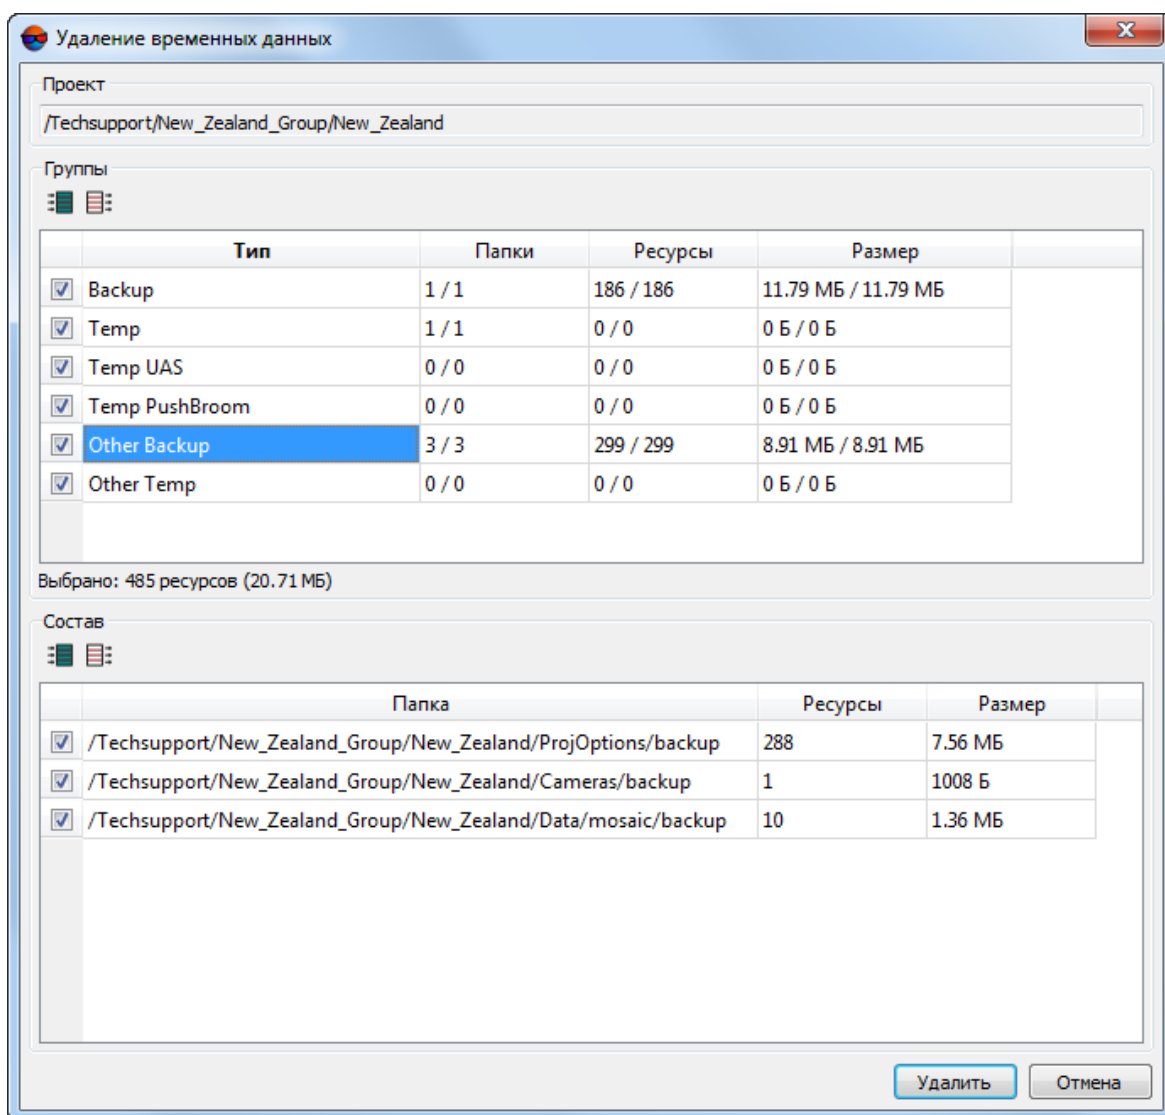 Удаление временных данных
Проект
/Techsupport/New_Zealand_Group/New_Zealand
Группы
Тип Папки Ресурсы Размер
Backup 1 / 1 186 / 186 11.79 МБ / 11.79 МБ
Temp 1 / 1 0 / 0 0 Б / 0 Б
Temp UAS 0 / 0 0 / 0 0 Б / 0 Б
Temp PushBroom 0 / 0 0 / 0 0 Б / 0 Б
Other Backup 3 / 3 299 / 299 8.91 МБ / 8.91 МБ
Other Temp 0 / 0 0 / 0 0 Б / 0 Б
Выбрано: 485 ресурсов (20.71 МБ)
Состав
Папка Ресурсы Размер
/Techsupport/New_Zealand_Group/New_Zealand/ProjOptions/backup 288 7.56 МБ
/Techsupport/New_Zealand_Group/New_Zealand/Cameras/backup 1 1008 Б
/Techsupport/New_Zealand_Group/New_Zealand/Data/mosaic/backup 10 1.36 МБ
Удалить Отмена